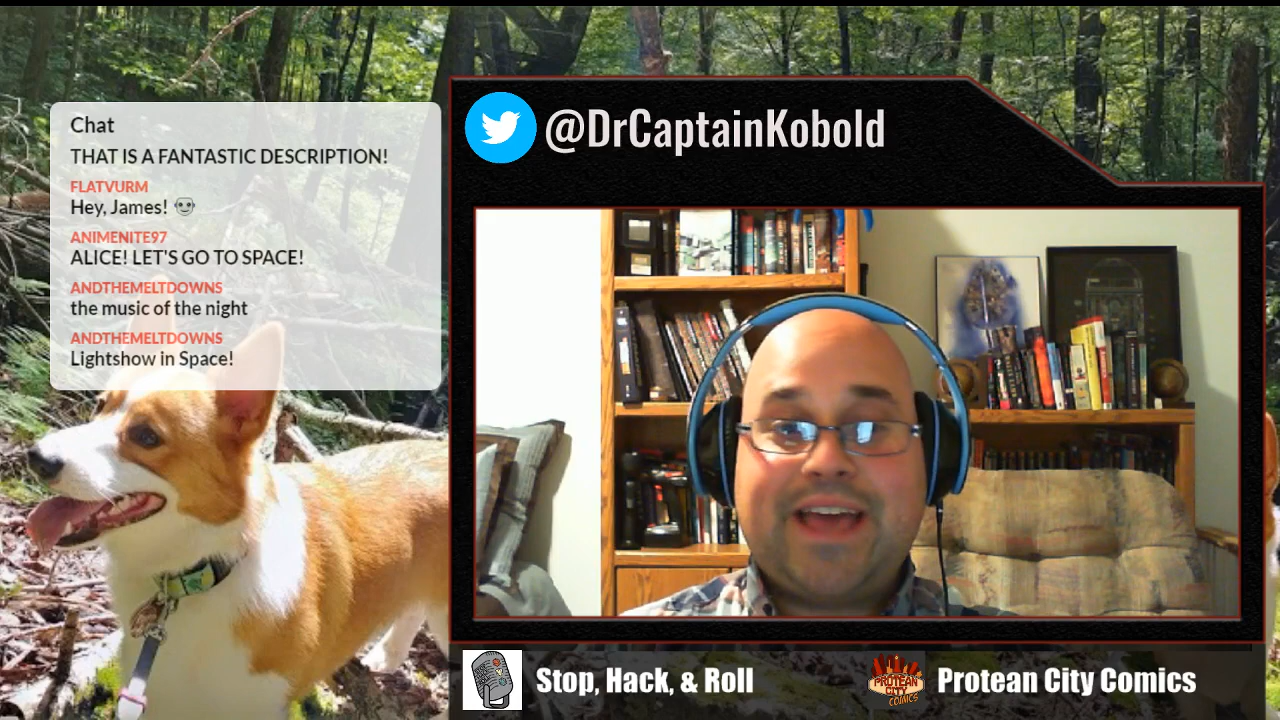 Chat
THAT IS A FANTASTIC DESCRIPTION!
FLATVURM
Hey, James!
ANIMENITE97
ALICE! LET'S GO TO SPACE!
ANDTHEMELTDOWNS
the music of the night
ANDTHEMELTDOWNS
Lightshow in Space!
@DrCaptainKobold
Stop, Hack, & Roll
PROTEAN
CITY
COMICS
Protean City Comics